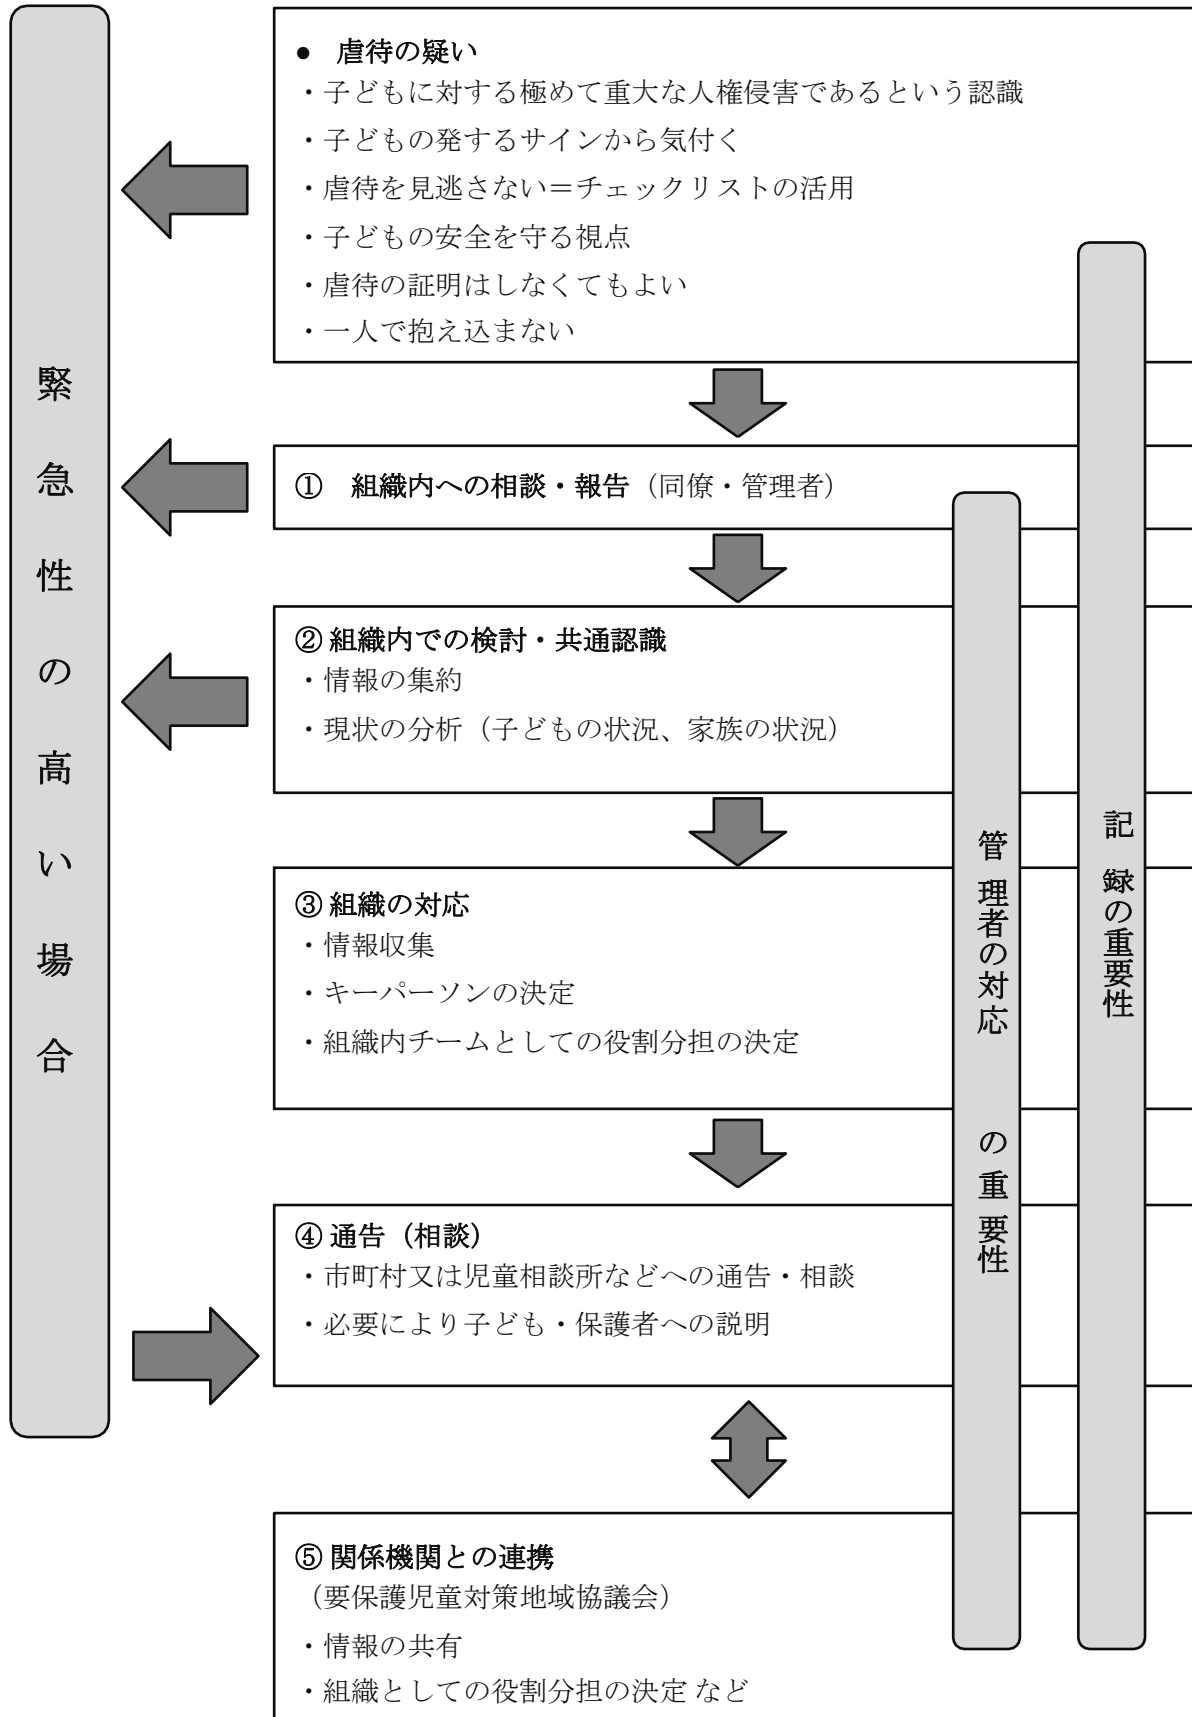 ● 虐待の疑い
・子どもに対する極めて重大な人権侵害であるという認識
・子どもの発するサインから気付く
・虐待を見逃さない＝チェックリストの活用
・子どもの安全を守る視点
・虐待の証明はしなくてもよい
・一人で抱え込まない
① 組織内への相談・報告（同僚・管理者）
② 組織内での検討・共通認識
・情報の集約
・現状の分析（子どもの状況、家族の状況）
③ 組織の対応
・情報収集
・キーパーソンの決定
・組織内チームとしての役割分担の決定
④ 通告（相談）
・市町村又は児童相談所などへの通告・相談
・必要により子ども・保護者への説明
⑤ 関係機関との連携
（要保護児童対策地域協議会）
・情報の共有
・組織としての役割分担の決定 など
緊急性の高い場合
管理者の対応の重要性
記録の重要性